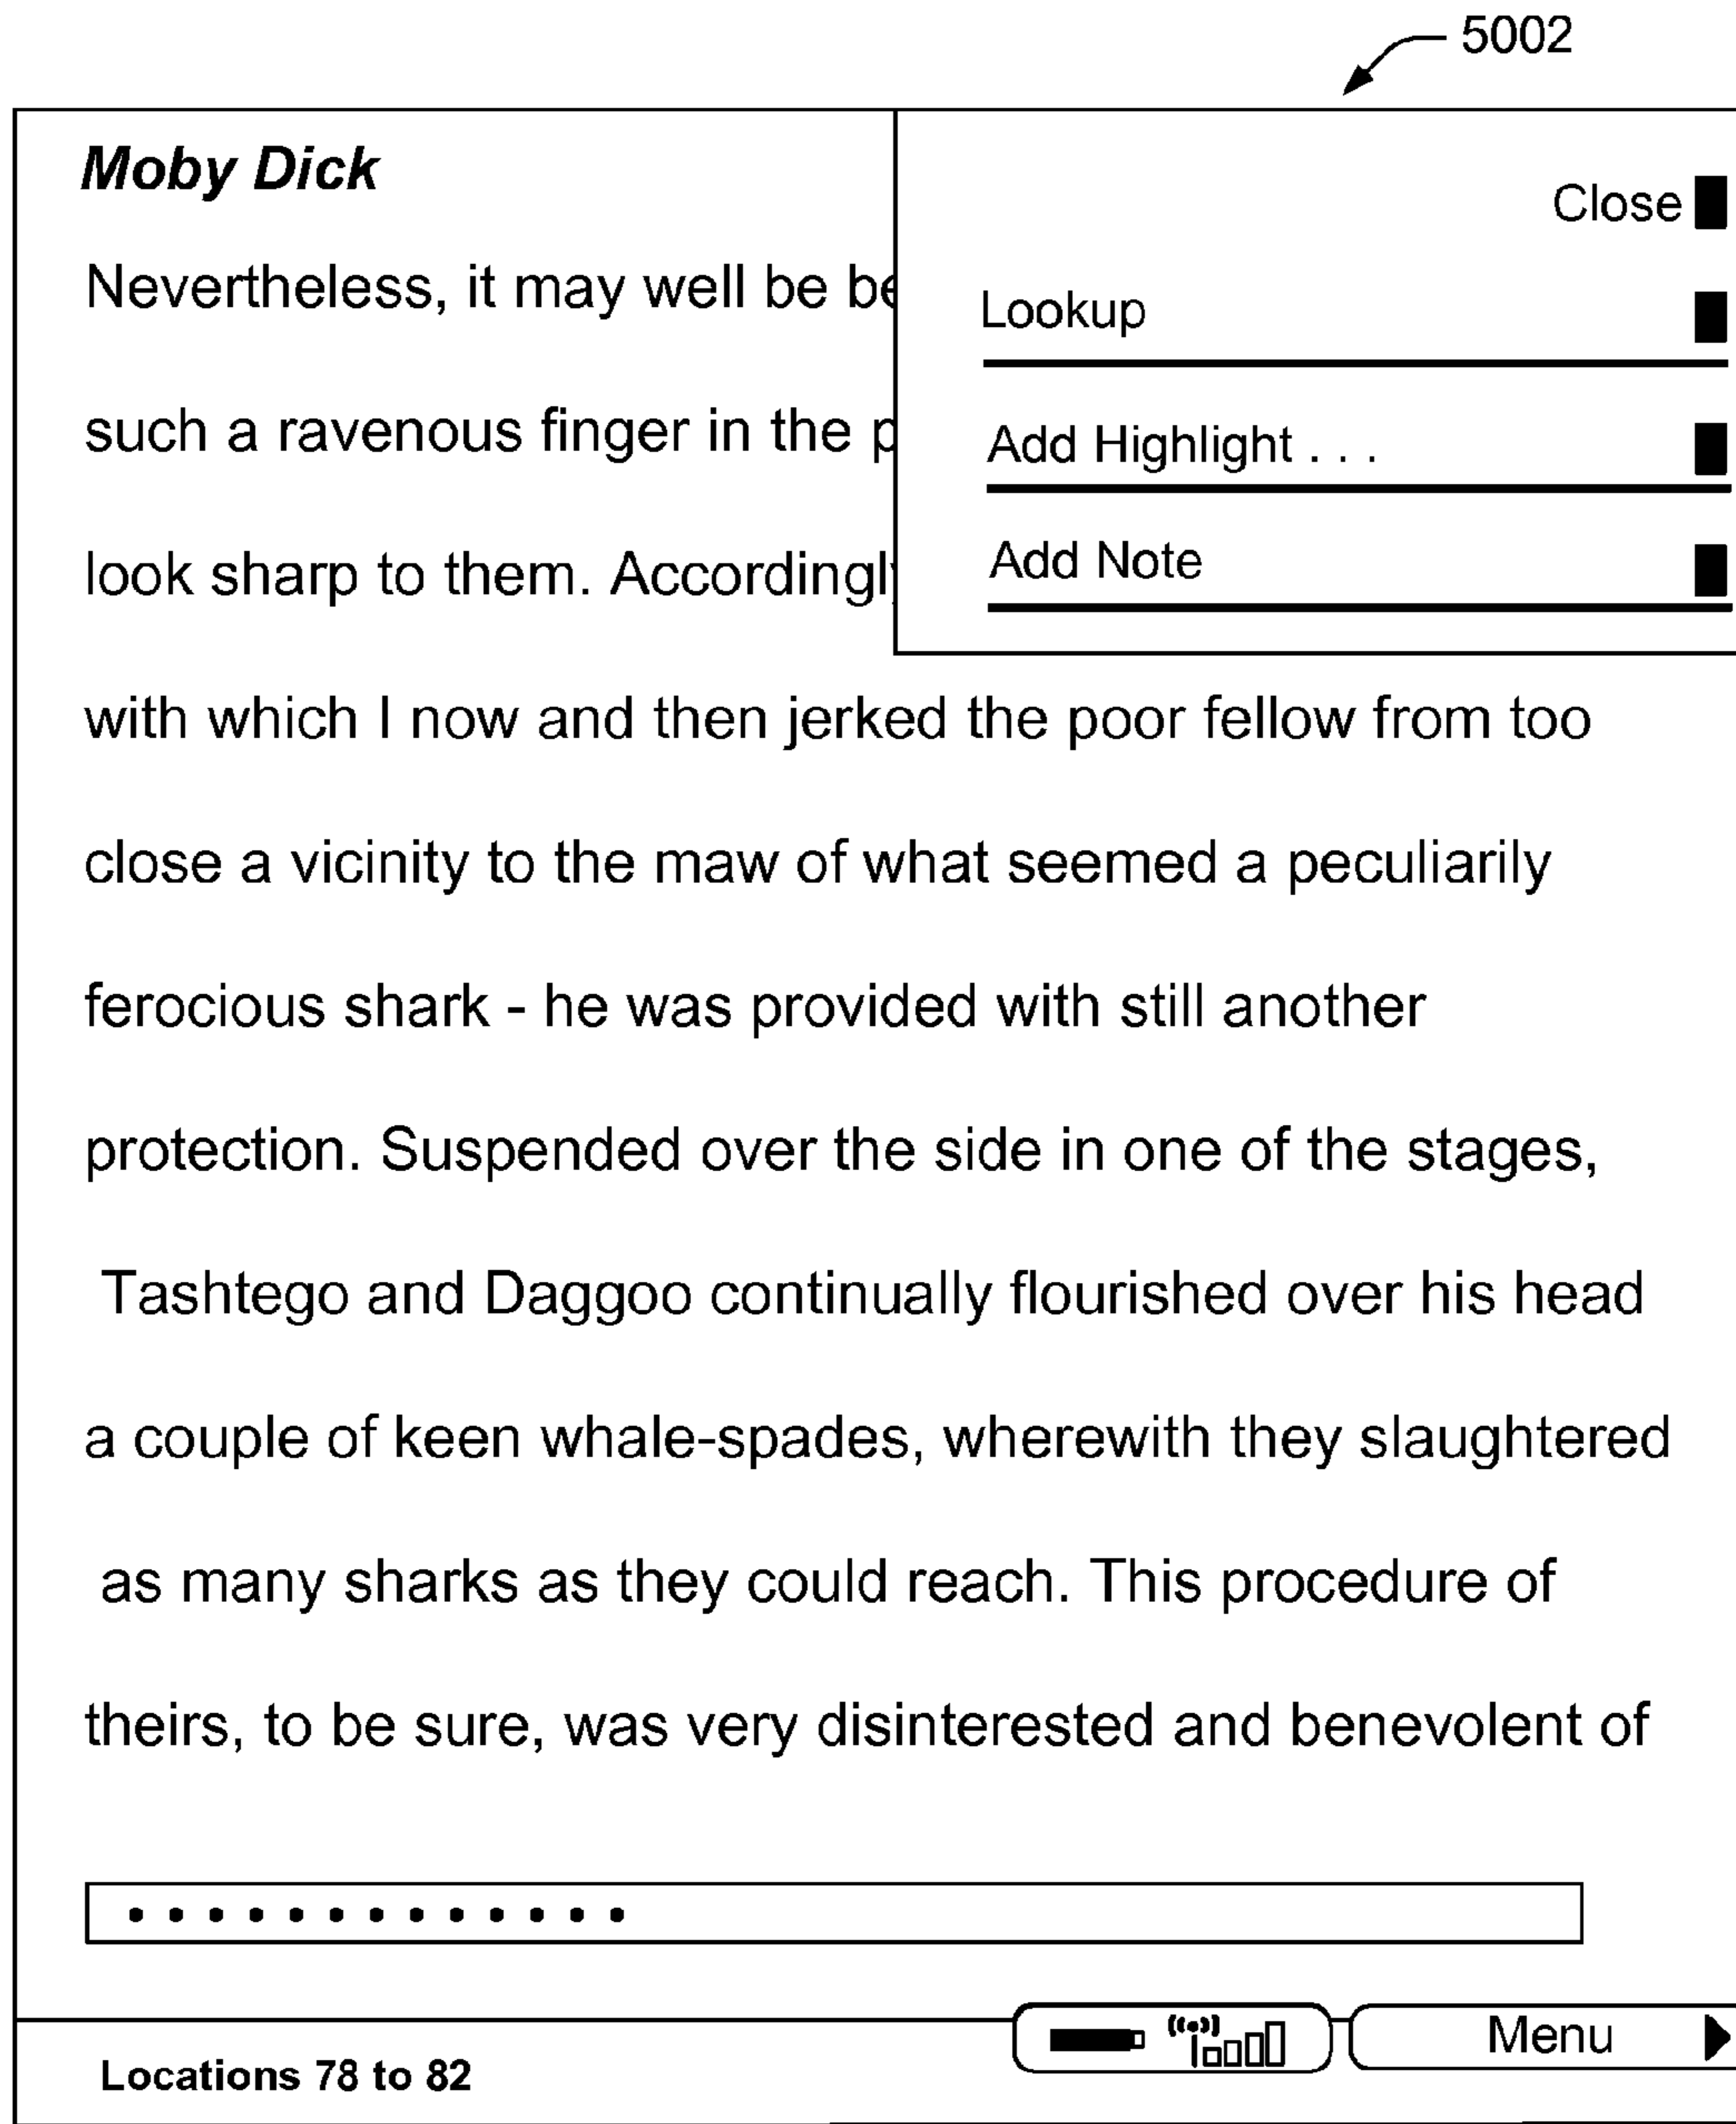 5002
Moby Dick
Close
Nevertheless, it may well be be
Lookup
such a ravenous finger in the p
Add Highlight . . .
look sharp to them. Accordingly
Add Note
with which I now and then jerked the poor fellow from too
close a vicinity to the maw of what seemed a peculiarily
ferocious shark - he was provided with still another
protection. Suspended over the side in one of the stages,
Tashtego and Daggoo continually flourished over his head
a couple of keen whale-spades, wherewith they slaughtered
as many sharks as they could reach. This procedure of
theirs, to be sure, was very disinterested and benevolent of
Menu
Locations 78 to 82